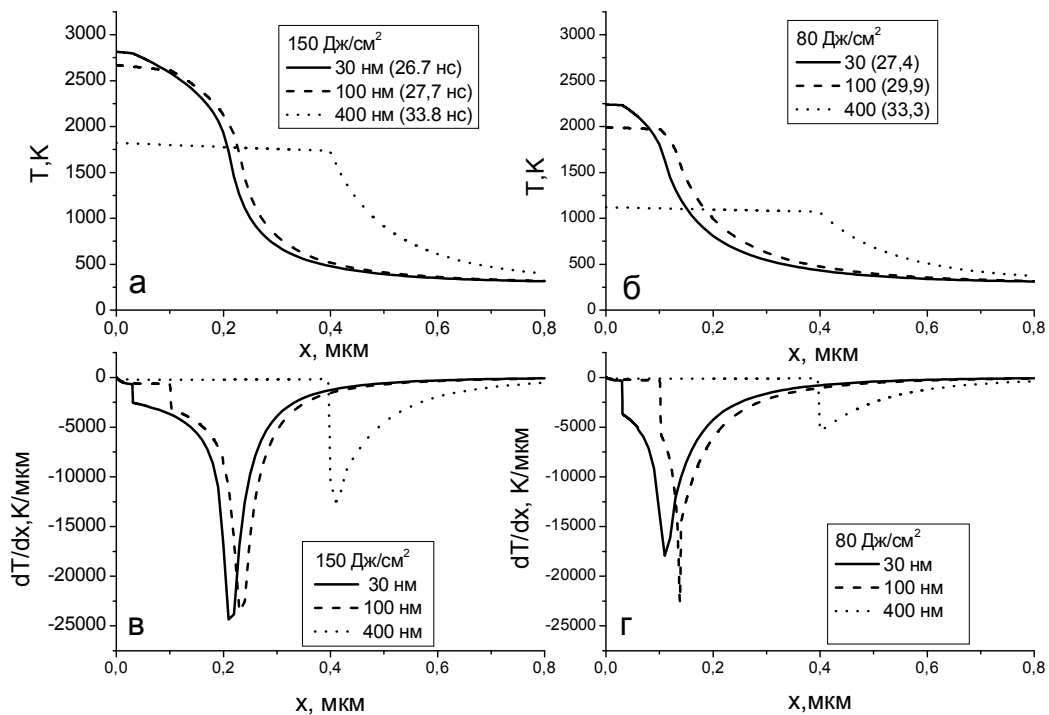 3000
2500
2000
1500
1000
500
0
T,K
150 Дж/см²
30 нм (26.7 нс)
100 нм (27,7 нс)
400 нм (33.8 нс)
а
0,0 0,2 0,4 0,6 0,8
x, мкм
3000
2500
2000
1500
1000
500
0
T,K
80 Дж/см²
30 (27,4)
100 (29,9)
400 (33,3)
б
0,0 0,2 0,4 0,6 0,8
x, мкм
0
-5000
-10000
-15000
-20000
-25000
dT/dx,K/мкм
150 Дж/см²
30 нм
100 нм
400 нм
в
0,0 0,2 0,4 0,6 0,8
x, мкм
0
-5000
-10000
-15000
-20000
-25000
dT/dx, K/мкм
80 Дж/см²
30 нм
100 нм
400 нм
г
0,0 0,2 0,4 0,6 0,8
x,мкм